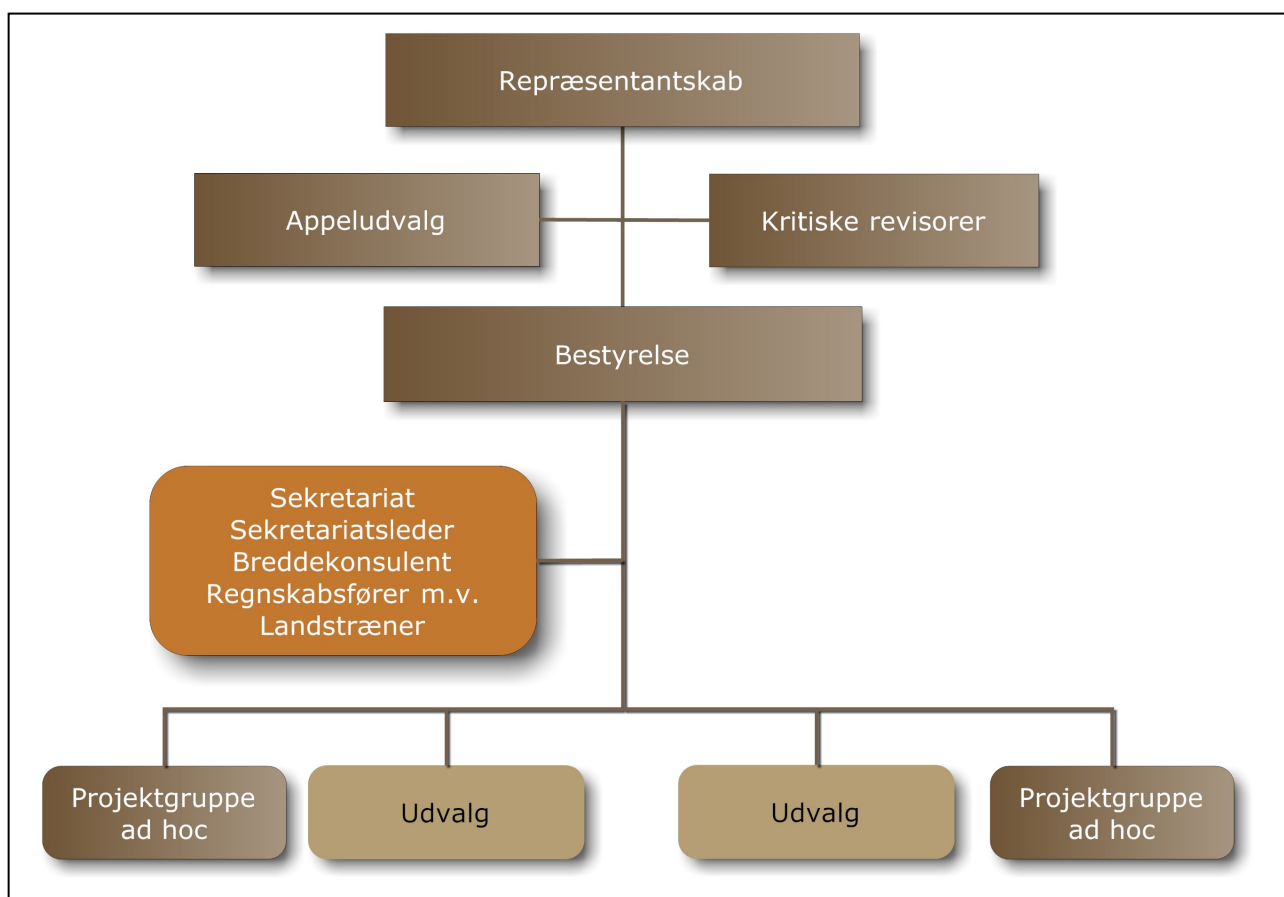 Repræsentantskab
Appeludvalg
Kritiske revisorer
Bestyrelse
Sekretariat
Sekretariatsleder
Breddekonsulent
Regnskabsfører m.v.
Landstræner
Projektgruppe
ad hoc
Udvalg
Udvalg
Projektgruppe
ad hoc